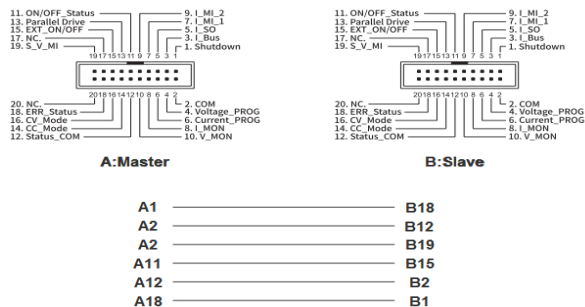 11. ON/OFF_Status 9. I_MI_2
13. Parallel Drive 7. I_MI_1
15. EXT_ON/OFF 5. I_SO
17. NC. 3. I_Bus
19. S_V_MI 1. Shutdown
19 17 15 13 11 9 7 5 3 1
20 18 16 14 12 10 8 6 4 2
20. NC. 2. COM
18. ERR_Status 4. Voltage_PROG
16. CV_Mode 6. Current_PROG
14. CC_Mode 8. I_MON
12. Status_COM 10. V_MON
A:Master
11. ON/OFF_Status 9. I_MI_2
13. Parallel Drive 7. I_MI_1
15. EXT_ON/OFF 5. I_SO
17. NC. 3. I_Bus
19. S_V_MI 1. Shutdown
19 17 15 13 11 9 7 5 3 1
20 18 16 14 12 10 8 6 4 2
20. NC. 2. COM
18. ERR_Status 4. Voltage_PROG
16. CV_Mode 6. Current_PROG
14. CC_Mode 8. I_MON
12. Status_COM 10. V_MON
B:Slave
A1 B18
A2 B12
A2 B19
A11 B15
A12 B2
A18 B1